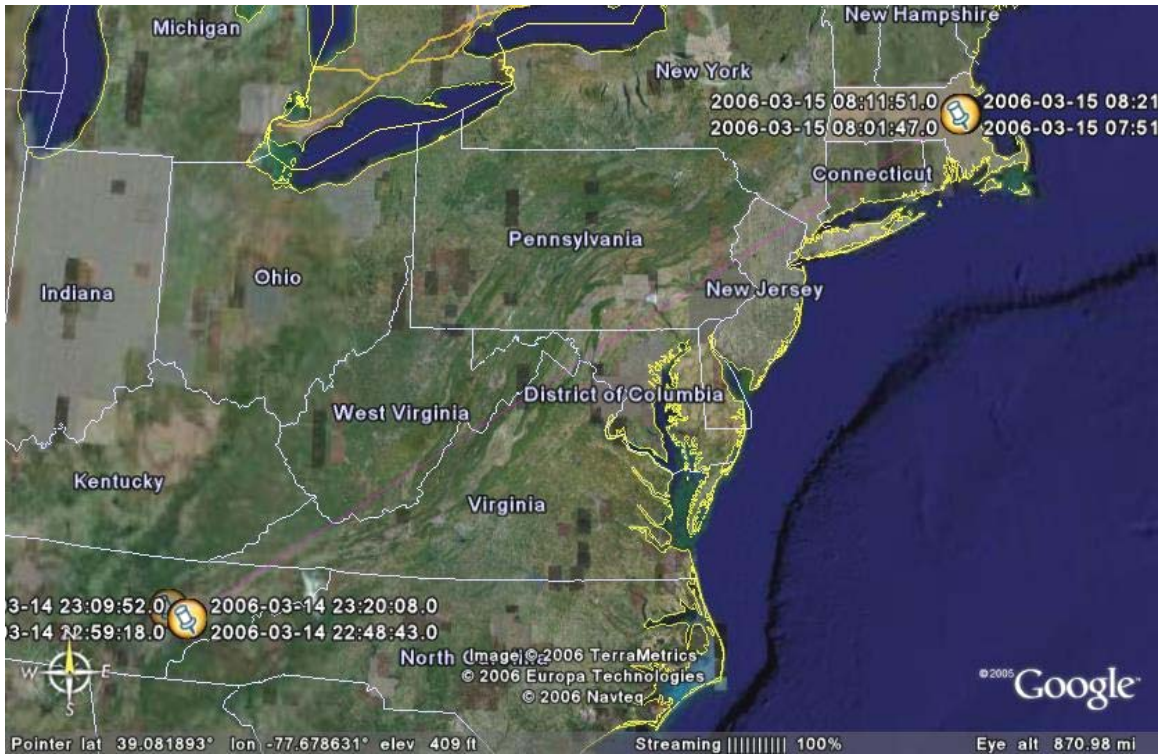 New Hampshire
Michigan
New York
2006-03-15 08:11:51.0 2006-03-15 08:21
2006-03-15 08:01:47.0 2006-03-15 07:51
Connecticut
Pennsylvania
Ohio
Indiana
New Jersey
District of Columbia
West Virginia
Kentucky
Virginia
3-14 23:09:52.0 2006-03-14 23:20:08.0
3-14 22:59:18.0 2006-03-14 22:48:43.0
N
W E
S
North Carolina
Image © 2006 TerraMetrics
© 2006 Europa Technologies
© 2006 Navteq
©2005 Google™
Pointer lat 39.081893° lon -77.678631° elev 409 ft Streaming |||||||||| 100% Eye alt 870.98 mi